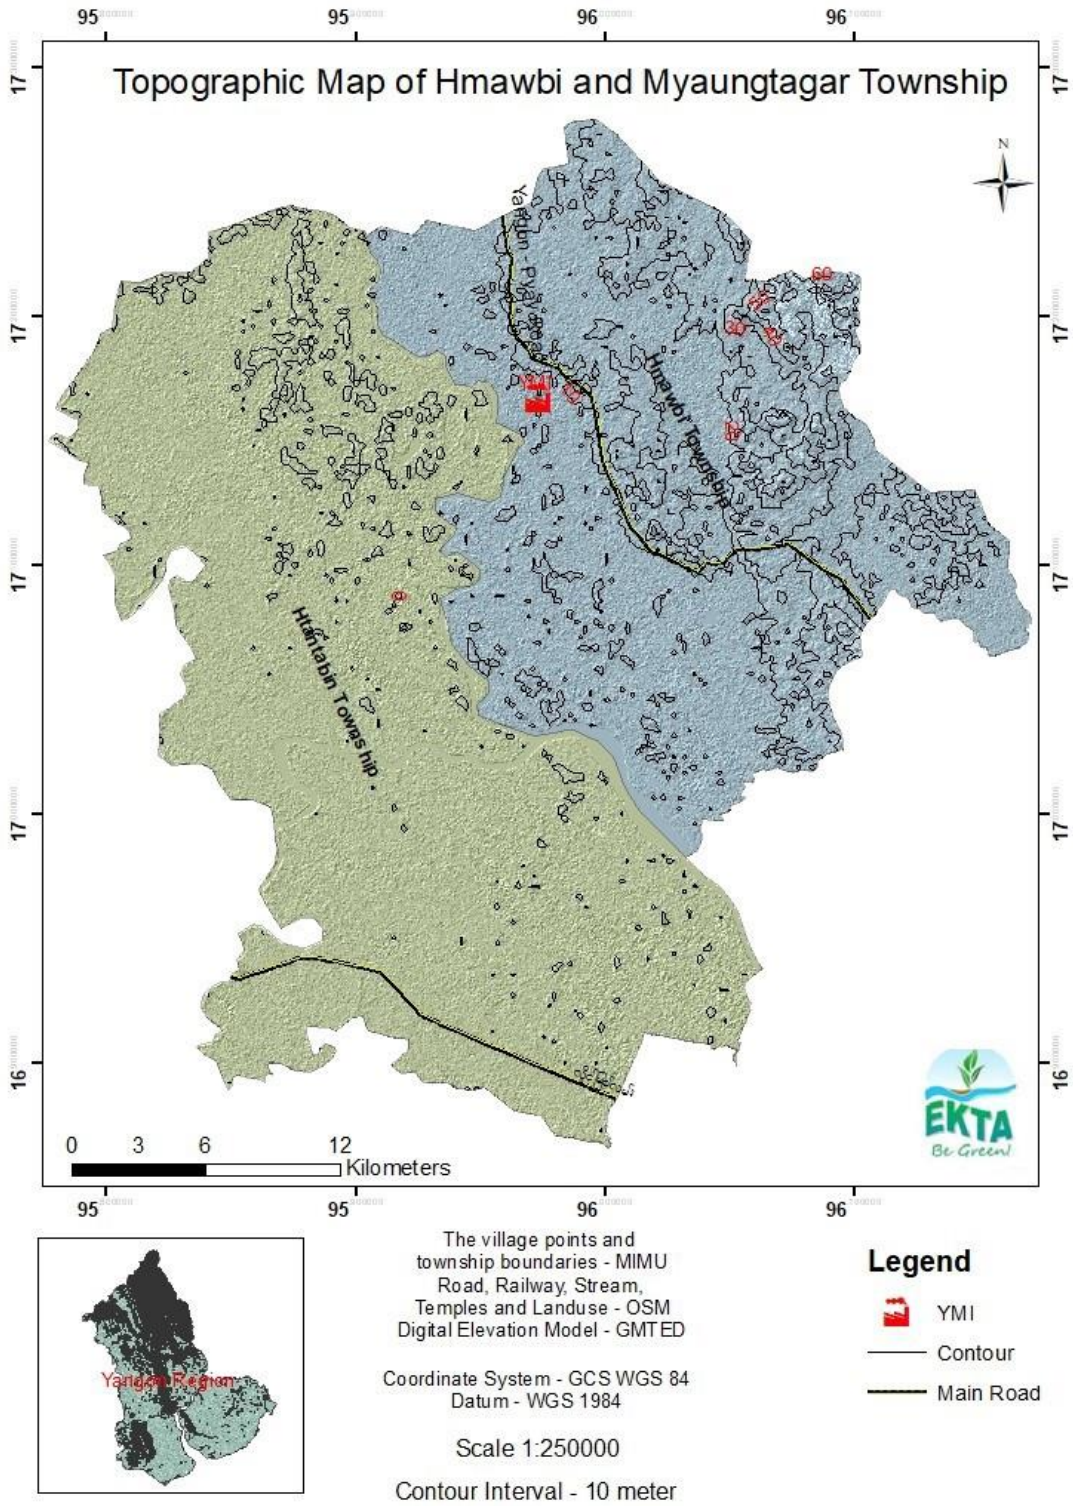 95 95 96 96
Topographic Map of Hmawbi and Myaungtagar Township
N
17 17
17 17
17 17
17 17
16 16
Yangon - Pyay Road
60
30
YMI
Hmawbi Township
0
Htantabin Township
EKTA
Be Green!
0 3 6 12
Kilometers
95 95 96 96
Yangon Region
The village points and
township boundaries - MIMU
Road, Railway, Stream,
Temples and Landuse - OSM
Digital Elevation Model - GMTED
Coordinate System - GCS WGS 84
Datum - WGS 1984
Scale 1:250000
Contour Interval - 10 meter
Legend
YMI
Contour
Main Road